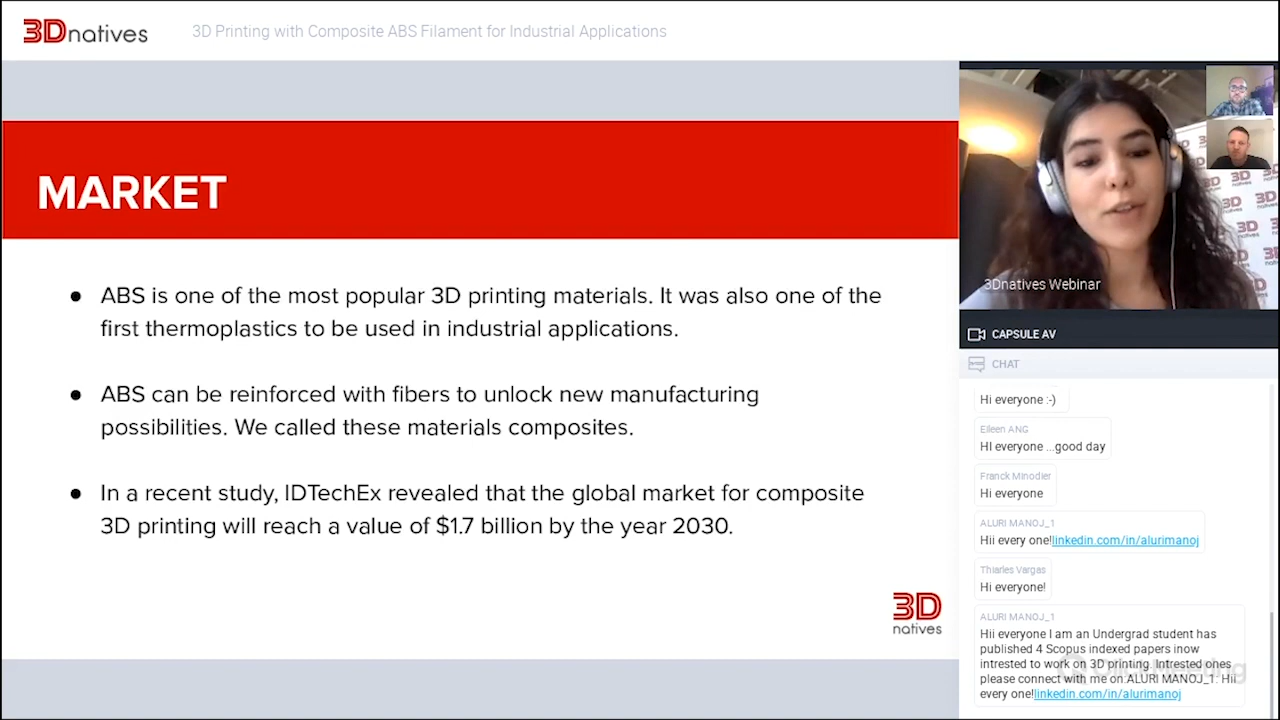 3Dnatives
3D Printing with Composite ABS Filament for Industrial Applications
MARKET
● ABS is one of the most popular 3D printing materials. It was also one of the
first thermoplastics to be used in industrial applications.
● ABS can be reinforced with fibers to unlock new manufacturing
possibilities. We called these materials composites.
● In a recent study, IDTechEx revealed that the global market for composite
3D printing will reach a value of $1.7 billion by the year 2030.
3D
natives
3Dnatives Webinar
CAPSULE AV
CHAT
Hi everyone :-)
Eileen ANG
HI everyone ...good day
Franck Minodier
Hi everyone
ALURI MANOJ_1
Hii every one!linkedin.com/in/alurimanoj
Thiarles Vargas
Hi everyone!
ALURI MANOJ_1
Hii everyone I am an Undergrad student has
published 4 Scopus indexed papers inow
intrested to work on 3D printing. Intrested ones
please connect with me on ALURI MANOJ_1: Hii
every one!linkedin.com/in/alurimanoj